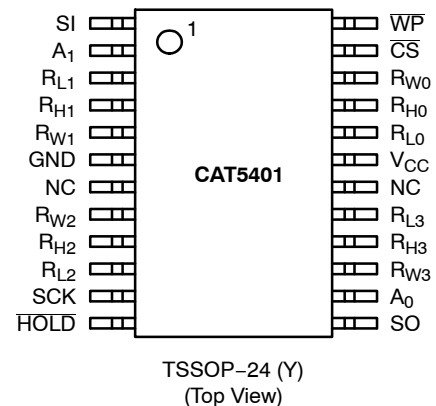 SI
A1
RL1
RH1
RW1
GND
NC
RW2
RH2
RL2
SCK
HOLD
1
CAT5401
WP
CS
RW0
RH0
RL0
VCC
NC
RL3
RH3
RW3
A0
SO
TSSOP−24 (Y)
(Top View)